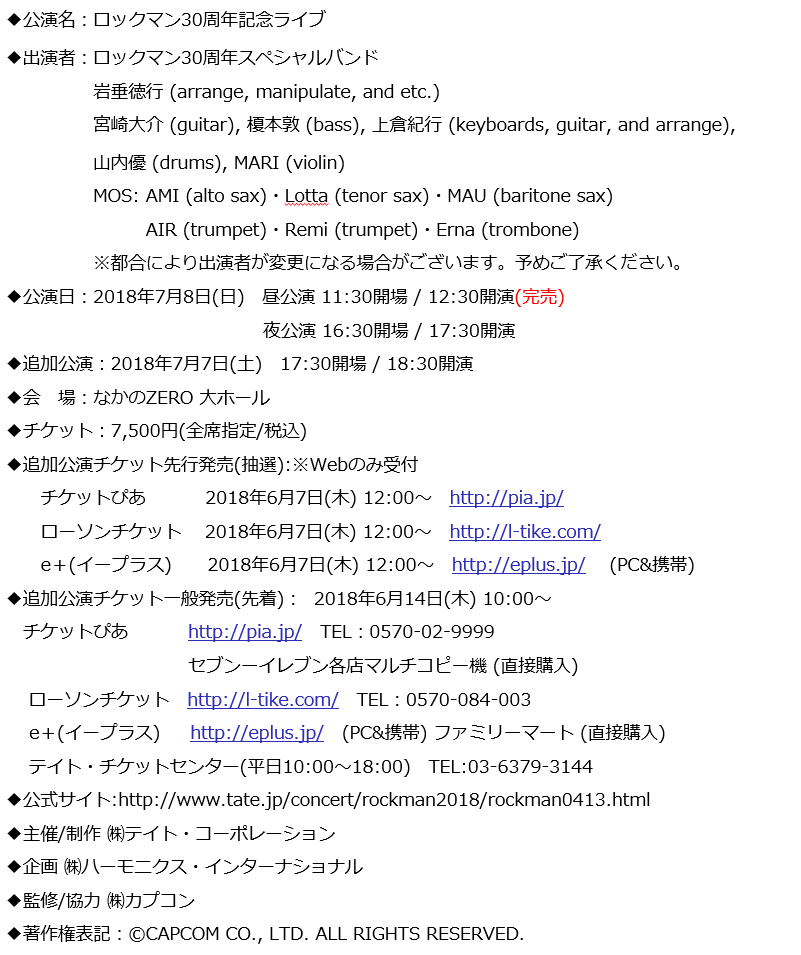 ◆公演名：ロックマン30周年記念ライブ
◆出演者：ロックマン30周年スペシャルバンド
岩垂徳行 (arrange, manipulate, and etc.)
宮崎大介 (guitar), 榎本敦 (bass), 上倉紀行 (keyboards, guitar, and arrange),
山内優 (drums), MARI (violin)
MOS: AMI (alto sax)・Lotta (tenor sax)・MAU (baritone sax)
AIR (trumpet)・Remi (trumpet)・Erna (trombone)
※都合により出演者が変更になる場合がございます。予めご了承ください。
◆公演日：2018年7月8日(日)　昼公演 11:30開場 / 12:30開演(完売)
夜公演 16:30開場 / 17:30開演
◆追加公演：2018年7月7日(土)　17:30開場 / 18:30開演
◆会　場：なかのZERO 大ホール
◆チケット：7,500円(全席指定/税込)
◆追加公演チケット先行発売(抽選):※Webのみ受付
チケットぴあ　　　2018年6月7日(木) 12:00～　http://pia.jp/
ローソンチケット　2018年6月7日(木) 12:00～　http://l-tike.com/
e＋(イープラス)　　2018年6月7日(木) 12:00～　http://eplus.jp/　(PC&携帯)
◆追加公演チケット一般発売(先着)：　2018年6月14日(木) 10:00～
チケットぴあ　　　http://pia.jp/　TEL：0570-02-9999
セブン－イレブン各店マルチコピー機 (直接購入)
ローソンチケット　http://l-tike.com/　TEL：0570-084-003
e＋(イープラス)　　http://eplus.jp/　(PC&携帯) ファミリーマート (直接購入)
テイト・チケットセンター(平日10:00～18:00)　TEL:03-6379-3144
◆公式サイト:http://www.tate.jp/concert/rockman2018/rockman0413.html
◆主催/制作 ㈱テイト・コーポレーション
◆企画 ㈱ハーモニクス・インターナショナル
◆監修/協力 ㈱カプコン
◆著作権表記：©CAPCOM CO., LTD. ALL RIGHTS RESERVED.